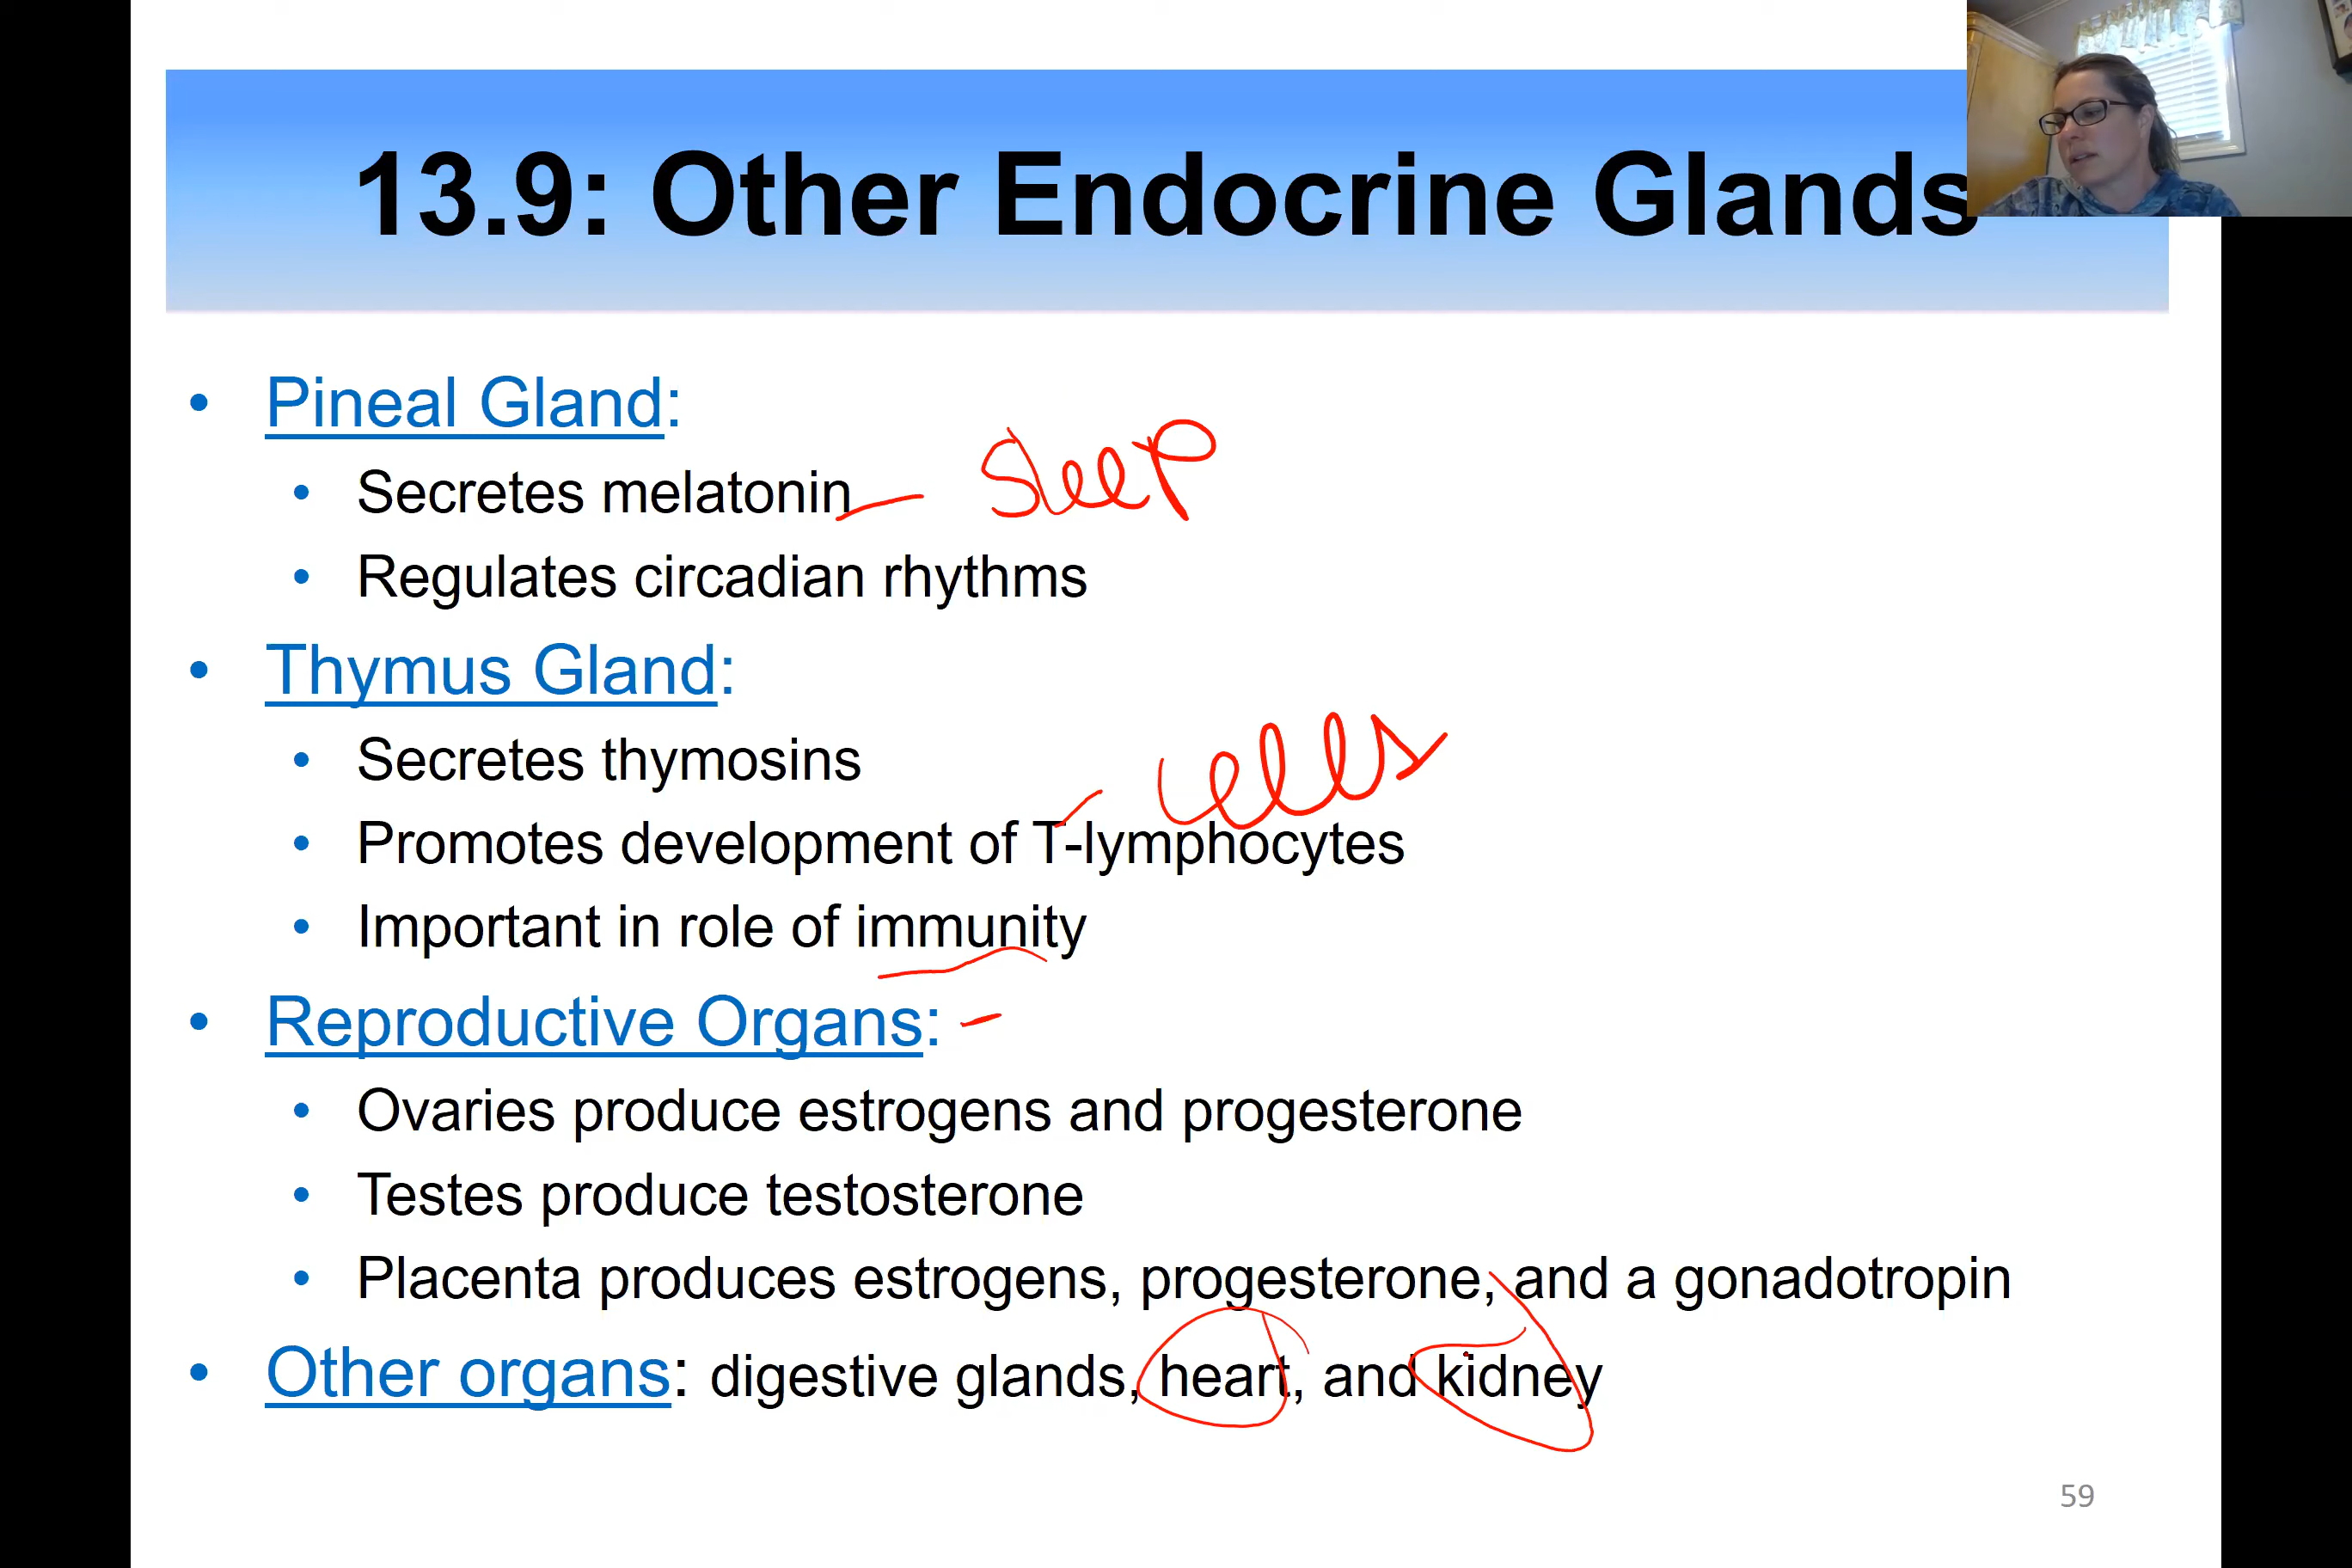 13.9: Other Endocrine Glands
• Pineal Gland:
• Secretes melatonin – Sleep
• Regulates circadian rhythms
• Thymus Gland:
• Secretes thymosins
cells
• Promotes development of T-lymphocytes
• Important in role of immunity
• Reproductive Organs: -
• Ovaries produce estrogens and progesterone
• Testes produce testosterone
• Placenta produces estrogens, progesterone, and a gonadotropin
• Other organs: digestive glands, heart, and kidney
59